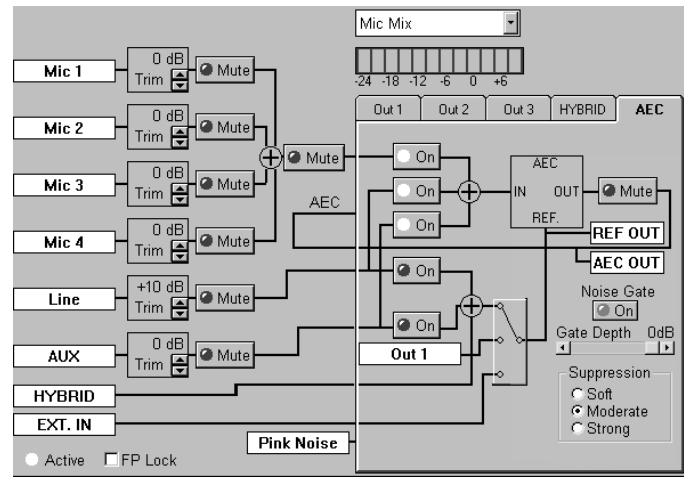 Mic Mix
-24 -18 -12 -6 0 +6
Mic 1
0 dB
Trim
Mute
Mic 2
0 dB
Trim
Mute
Mic 3
0 dB
Trim
Mute
Mic 4
0 dB
Trim
Mute
Line
+10 dB
Trim
Mute
AUX
0 dB
Trim
Mute
HYBRID
EXT. IN
Active
FP Lock
Mute
AEC
Pink Noise
Out 1 Out 2 Out 3 HYBRID AEC
On
On
On
On
On
Out 1
AEC
IN OUT
REF.
Mute
REF OUT
AEC OUT
Noise Gate
On
Gate Depth 0dB
Suppression
Soft
Moderate
Strong